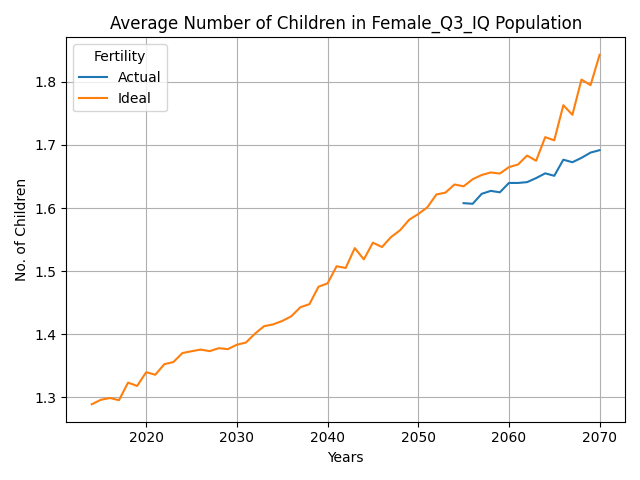 Average Number of Children in Female_Q3_IQ Population
Fertility
Actual
Ideal
No. of Children
1.8
1.7
1.6
1.5
1.4
1.3
2020 2030 2040 2050 2060 2070
Years